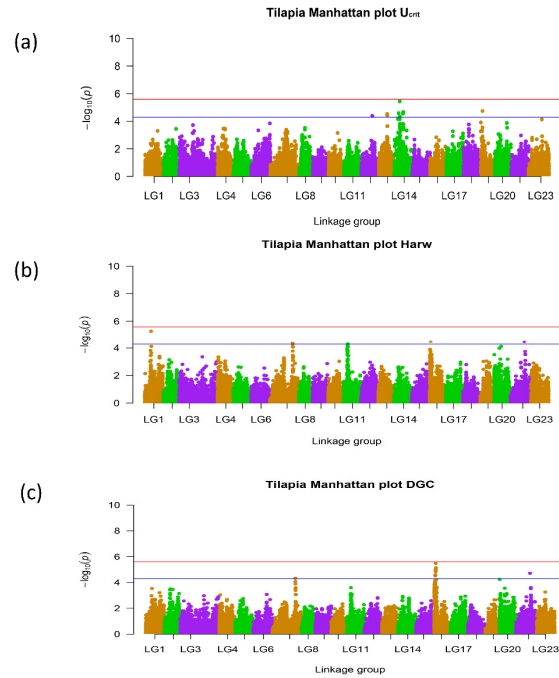 Tilapia Manhattan plot Ucrit
(a)
10
8
6
4
2
0
−log10(p)
LG1 LG3 LG4 LG6 LG8 LG11 LG14 LG17 LG20 LG23
Linkage group
Tilapia Manhattan plot Harw
(b)
10
8
6
4
2
0
−log10(p)
LG1 LG3 LG4 LG6 LG8 LG11 LG14 LG17 LG20 LG23
Linkage group
Tilapia Manhattan plot DGC
(c)
10
8
6
4
2
0
−log10(p)
LG1 LG3 LG4 LG6 LG8 LG11 LG14 LG17 LG20 LG23
Linkage group